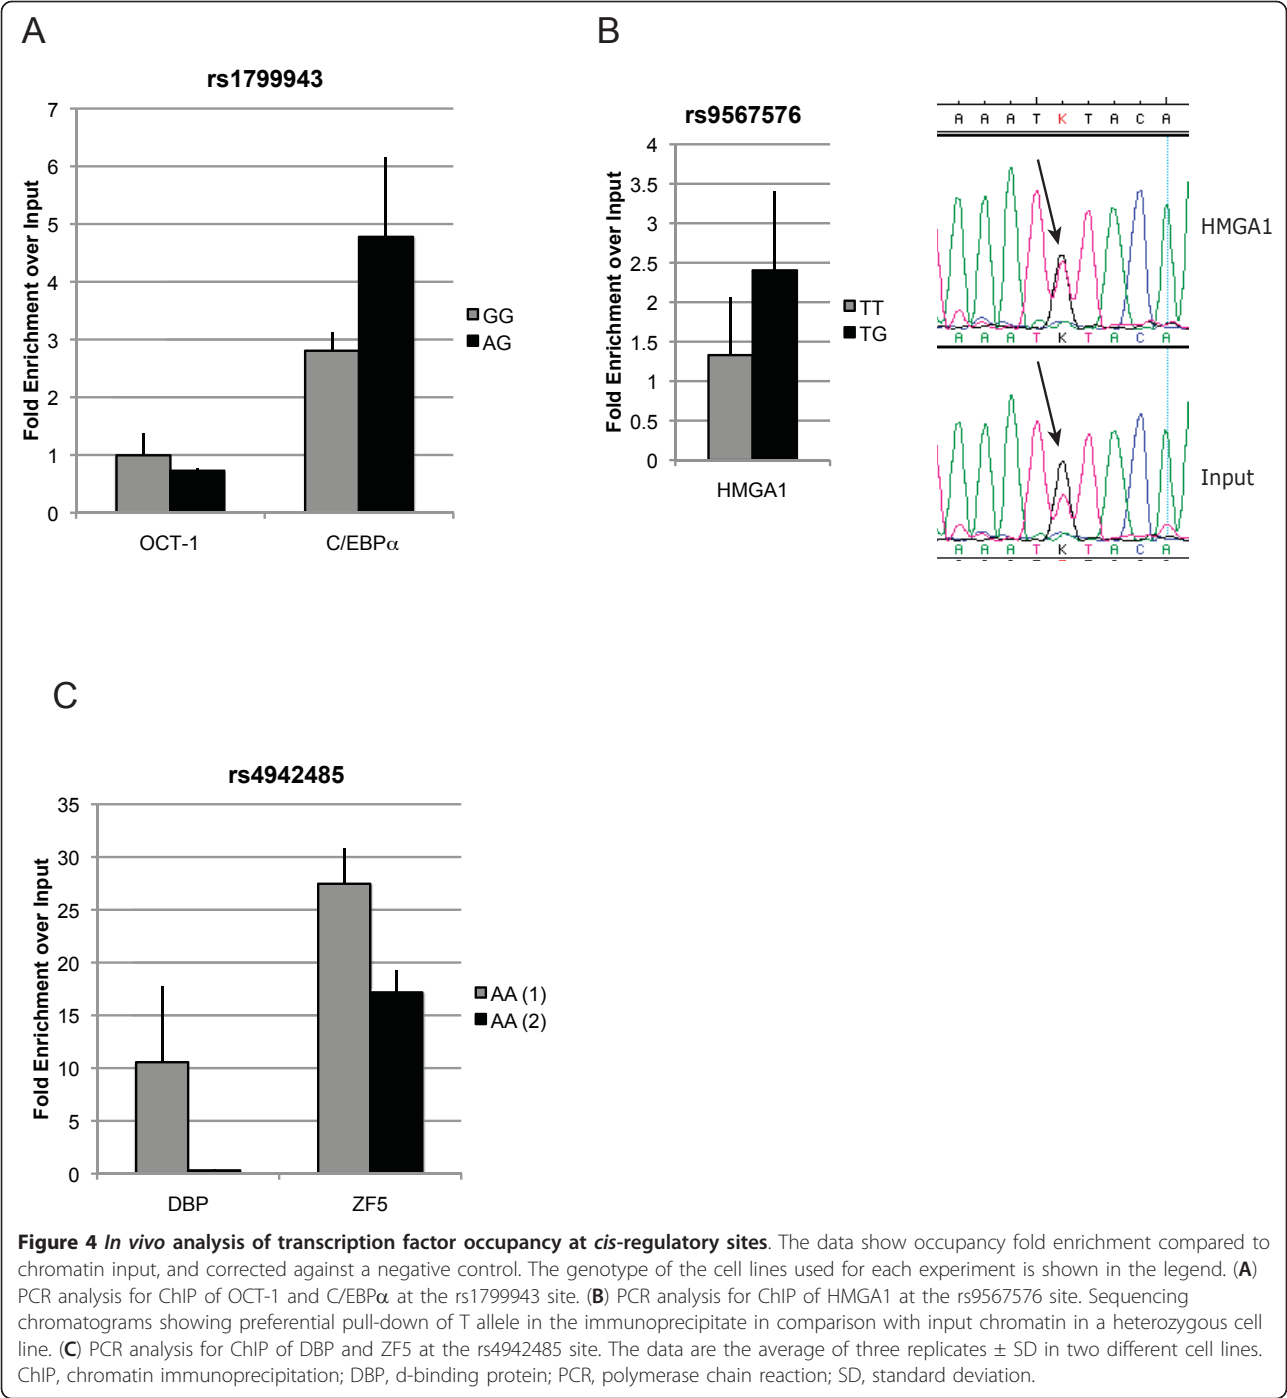 A
rs1799943
Fold Enrichment over Input
7
6
5
4
3
2
1
0
OCT-1
C/EBPα
GG
AG
B
rs9567576
Fold Enrichment over Input
4
3.5
3
2.5
2
1.5
1
0.5
0
HMGA1
TT
TG
A A A T K T A C A
HMGA1
A A A T K T A C A
Input
A A A T K T A C A
C
rs4942485
Fold Enrichment over Input
35
30
25
20
15
10
5
0
DBP
ZF5
AA (1)
AA (2)
Figure 4 In vivo analysis of transcription factor occupancy at cis-regulatory sites. The data show occupancy fold enrichment compared to
chromatin input, and corrected against a negative control. The genotype of the cell lines used for each experiment is shown in the legend. (A)
PCR analysis for ChIP of OCT-1 and C/EBPα at the rs1799943 site. (B) PCR analysis for ChIP of HMGA1 at the rs9567576 site. Sequencing
chromatograms showing preferential pull-down of T allele in the immunoprecipitate in comparison with input chromatin in a heterozygous cell
line. (C) PCR analysis for ChIP of DBP and ZF5 at the rs4942485 site. The data are the average of three replicates ± SD in two different cell lines.
ChIP, chromatin immunoprecipitation; DBP, d-binding protein; PCR, polymerase chain reaction; SD, standard deviation.